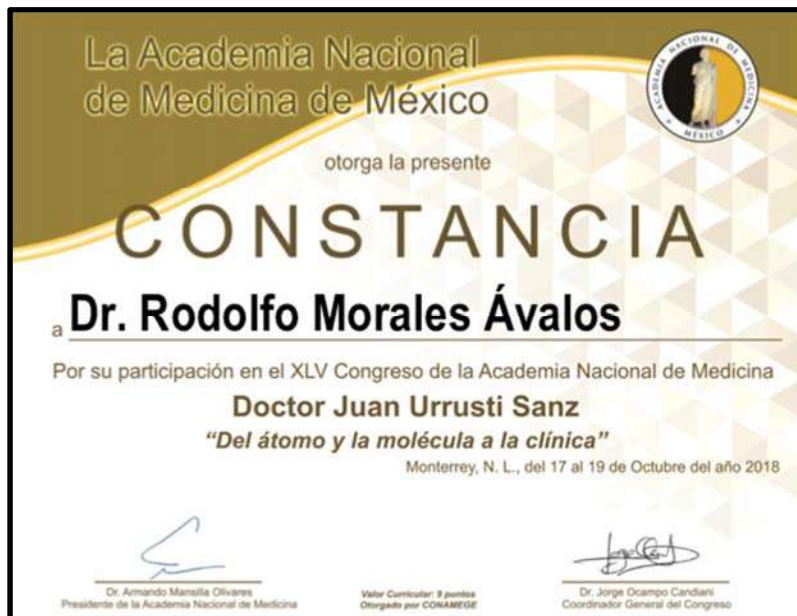 La Academia Nacional
de Medicina de México
ACADEMIA NACIONAL DE MEDICINA
MÉXICO
otorga la presente
CONSTANCIA
a Dr. Rodolfo Morales Ávalos
Por su participación en el XLV Congreso de la Academia Nacional de Medicina
Doctor Juan Urrusti Sanz
“Del átomo y la molécula a la clínica”
Monterrey, N. L., del 17 al 19 de Octubre del año 2018
Dr. Armando Mansilla Olivares
Presidente de la Academia Nacional de Medicina
Valor Curricular: 9 puntos
Otorgado por CONAMEGE
Dr. Jorge Ocampo Candiani
Coordinador General del Congreso